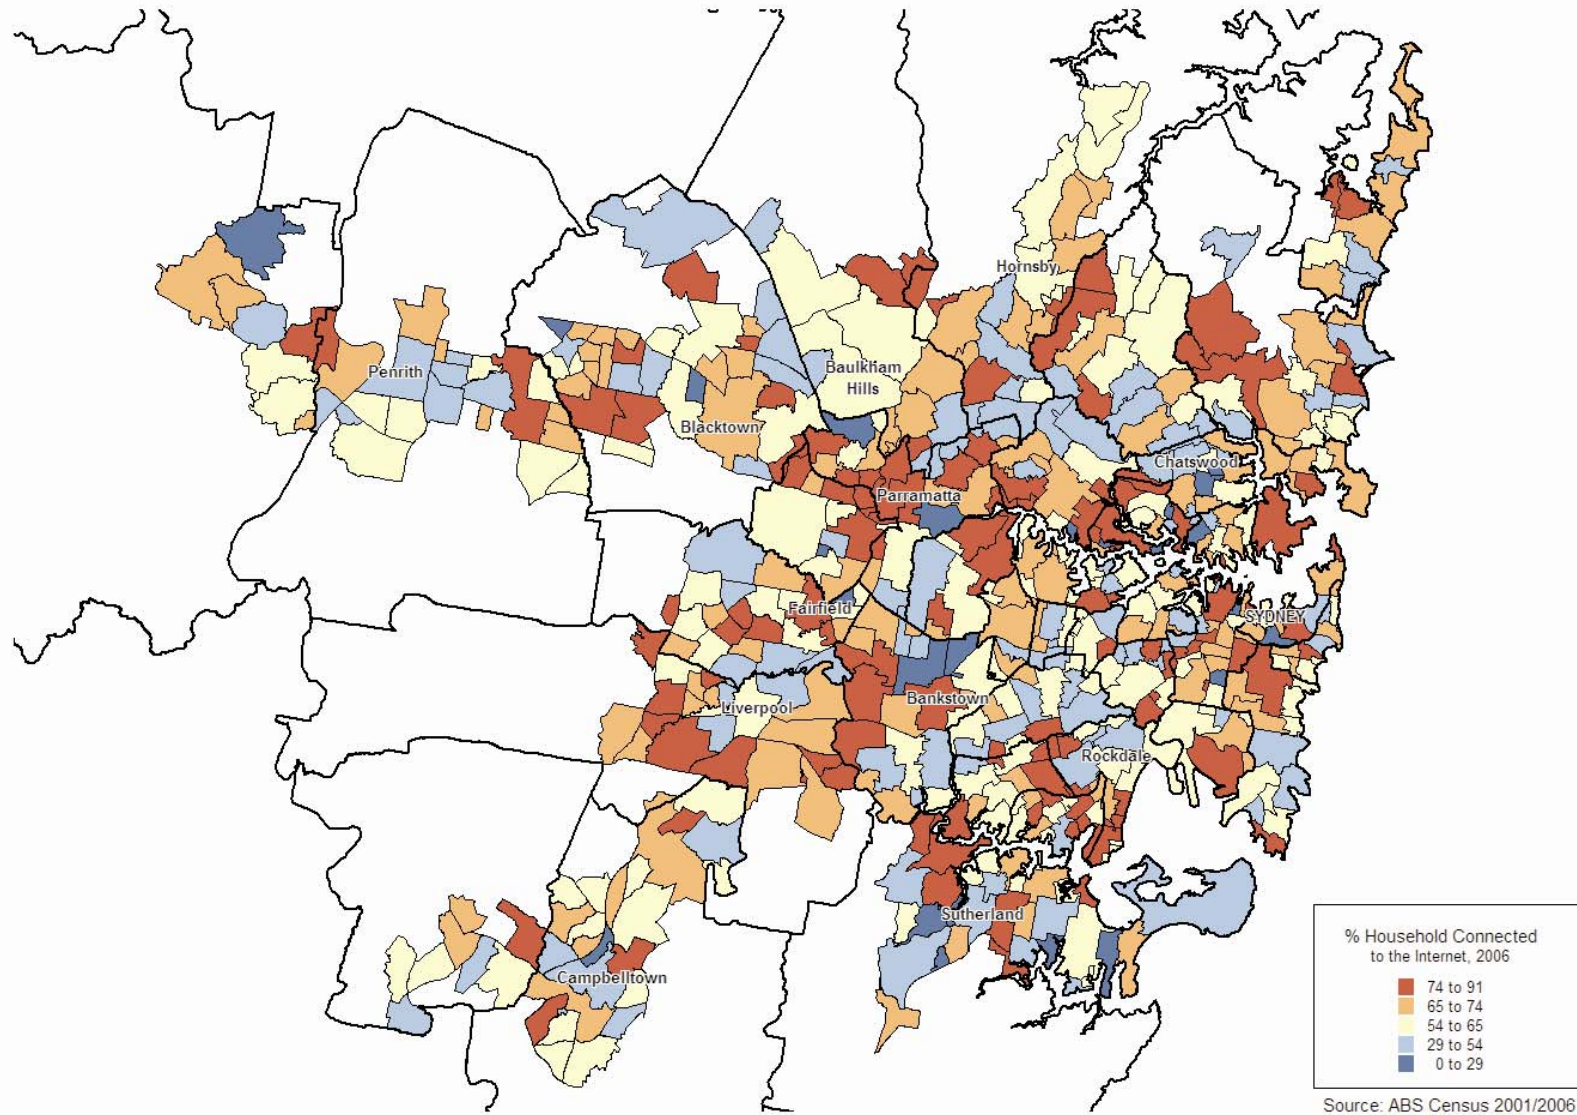 Hornsby
Penrith
Baulkham
Hills
Blacktown
Chatswood
Parramatta
Fairfield
SYDNEY
Liverpool
Bankstown
Rockdale
Sutherland
Campbelltown
% Household Connected
to the Internet, 2006
74 to 91
65 to 74
54 to 65
29 to 54
0 to 29
Source: ABS Census 2001/2006